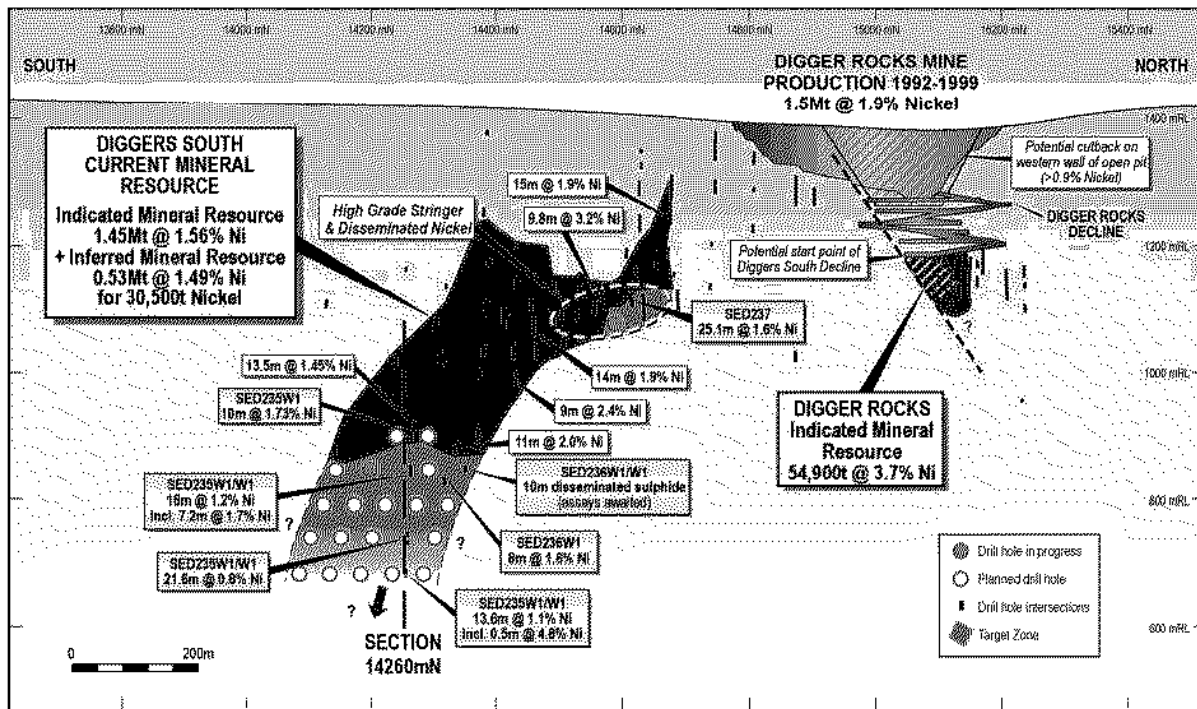 13800 mN
14000 mN
14200 mN
14400 mN
14600 mN
14800 mN
15000 mN
15200 mN
15400 mN
SOUTH
NORTH
DIGGER ROCKS MINE
PRODUCTION 1992-1999
1.5Mt @ 1.9% Nickel
DIGGERS SOUTH
CURRENT MINERAL
RESOURCE
Indicated Mineral Resource
1.45Mt @ 1.56% Ni
+ Inferred Mineral Resource
0.53Mt @ 1.49% Ni
for 30,500t Nickel
High Grade Stringer
& Disseminated Nickel
15m @ 1.9% Ni
9.8m @ 3.2% Ni
Potential cutback on
western wall of open pit
(>0.9% Nickel)
DIGGER ROCKS
DECLINE
Potential start point of
Diggers South Decline
1400 mRL
1200 mRL
1000 mRL
800 mRL
600 mRL
SED237
25.1m @ 1.6% Ni
14m @ 1.9% Ni
9m @ 2.4% Ni
11m @ 2.0% Ni
13.5m @ 1.45% Ni
SED235W1
10m @ 1.73% Ni
SED235W1/W1
16m @ 1.2% Ni
Incl. 7.2m @ 1.7% Ni
SED235W1/W1
21.6m @ 0.8% Ni
SED236W1/W1
10m disseminated sulphide
(assays awaited)
SED236W1
8m @ 1.6% Ni
SED235W1/W1
13.6m @ 1.1% Ni
Incl. 0.5m @ 4.8% Ni
DIGGER ROCKS
Indicated Mineral
Resource
54,900t @ 3.7% Ni
?
?
?
?
SECTION
14260mN
0
200m
Drill hole in progress
Planned drill hole
Drill hole intersections
Target Zone